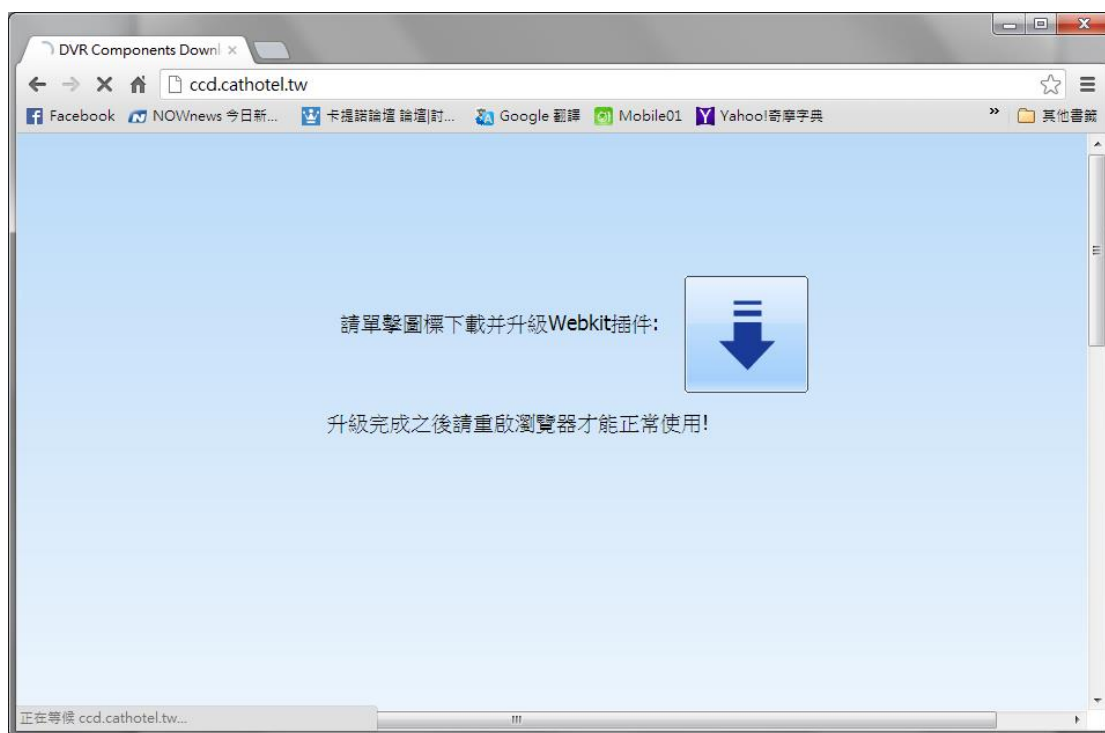 DVR Components Downl
ccd.cathotel.tw
Facebook NOWnews 今日新... 卡提諾論壇 論壇|討... Google 翻譯 Mobile01 Yahoo!奇摩字典 » 其他書籤
請單擊圖標下載并升級Webkit插件:
升級完成之後請重啟瀏覽器才能正常使用!
正在等候 ccd.cathotel.tw...